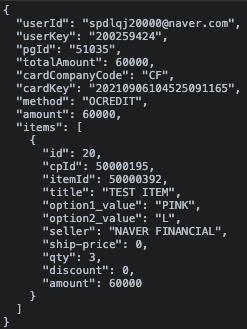 {
  "userId": "spdlqj20000@naver.com",
  "userKey": "200259424",
  "pgId": "51035",
  "totalAmount": 60000,
  "cardCompanyCode": "CF",
  "cardKey": "20210906104525091165",
  "method": "OCREDIT",
  "amount": 60000,
  "items": [
    {
      "id": 20,
      "cpId": 50000195,
      "itemId": 50000392,
      "title": "TEST ITEM",
      "option1_value": "PINK",
      "option2_value": "L",
      "seller": "NAVER FINANCIAL",
      "ship-price": 0,
      "qty": 3,
      "discount": 0,
      "amount": 60000
    }
  ]
}